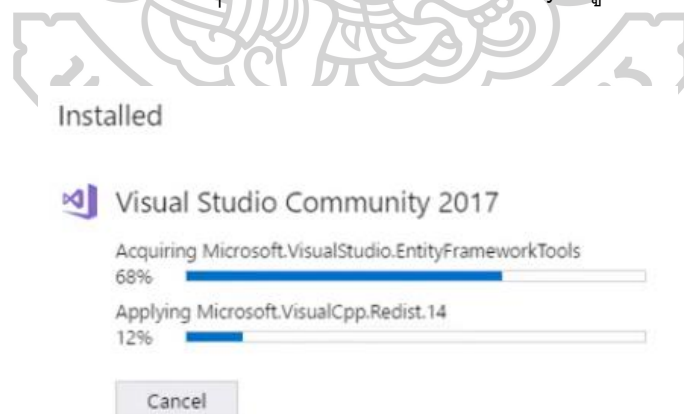 Installed
Visual Studio Community 2017
Acquiring Microsoft.VisualStudio.EntityFrameworkTools
68%
Applying Microsoft.VisualCpp.Redist.14
12%
Cancel